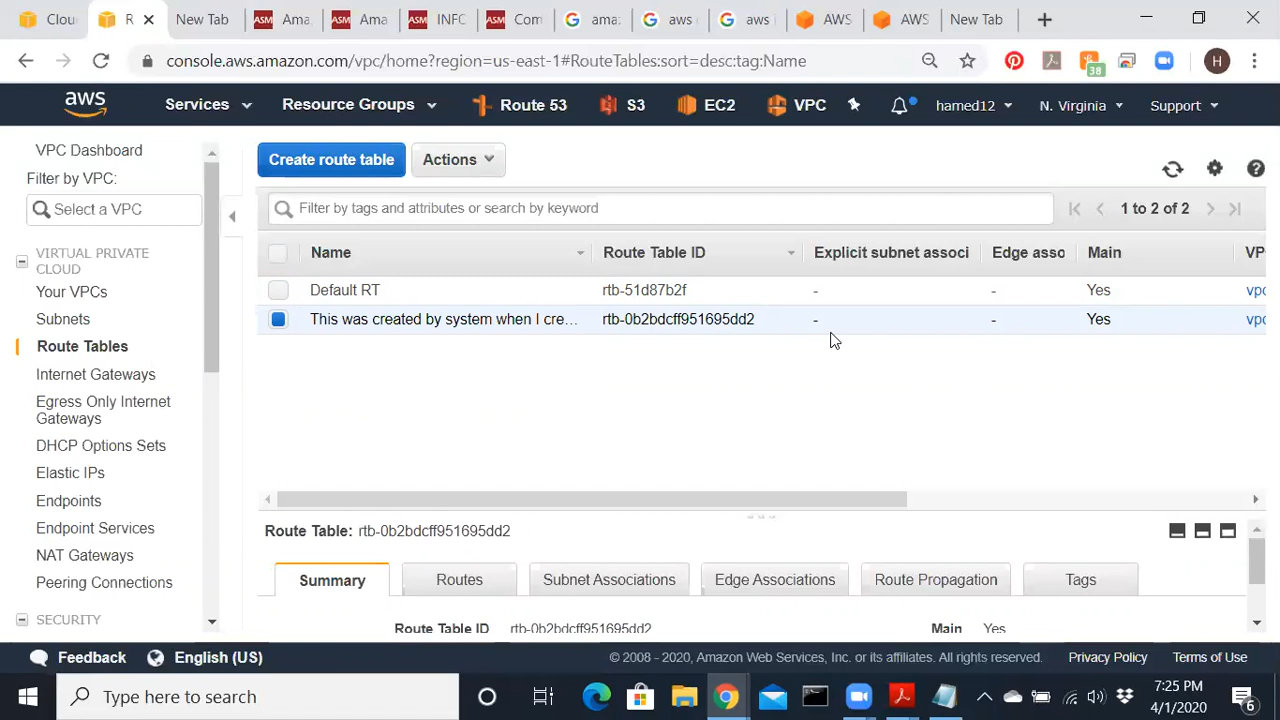 Clou
R
New Tab
Ama
Ama
INFC
Com
amaz
aws c
aws
AWS
AWS
New Tab
console.aws.amazon.com/vpc/home?region=us-east-1#RouteTables:sort=desc:tag:Name
38
H
aws
Services
Resource Groups
Route 53
S3
EC2
VPC
hamed12
N. Virginia
Support
VPC Dashboard
Filter by VPC:
Select a VPC
VIRTUAL PRIVATE
CLOUD
Your VPCs
Subnets
Route Tables
Internet Gateways
Egress Only Internet
Gateways
DHCP Options Sets
Elastic IPs
Endpoints
Endpoint Services
NAT Gateways
Peering Connections
SECURITY
Create route table
Actions
Filter by tags and attributes or search by keyword
1 to 2 of 2
Name Route Table ID Explicit subnet associ Edge asso Main VP
Default RT rtb-51d87b2f - - Yes vpc
This was created by system when I cre... rtb-0b2bdcff951695dd2 - - Yes vpc
Route Table: rtb-0b2bdcff951695dd2
Summary Routes Subnet Associations Edge Associations Route Propagation Tags
Route Table ID rtb-0b2bdcff951695dd2 Main Yes
Feedback
English (US)
© 2008 - 2020, Amazon Web Services, Inc. or its affiliates. All rights reserved.
Privacy Policy
Terms of Use
Type here to search
7:25 PM
4/1/2020
6